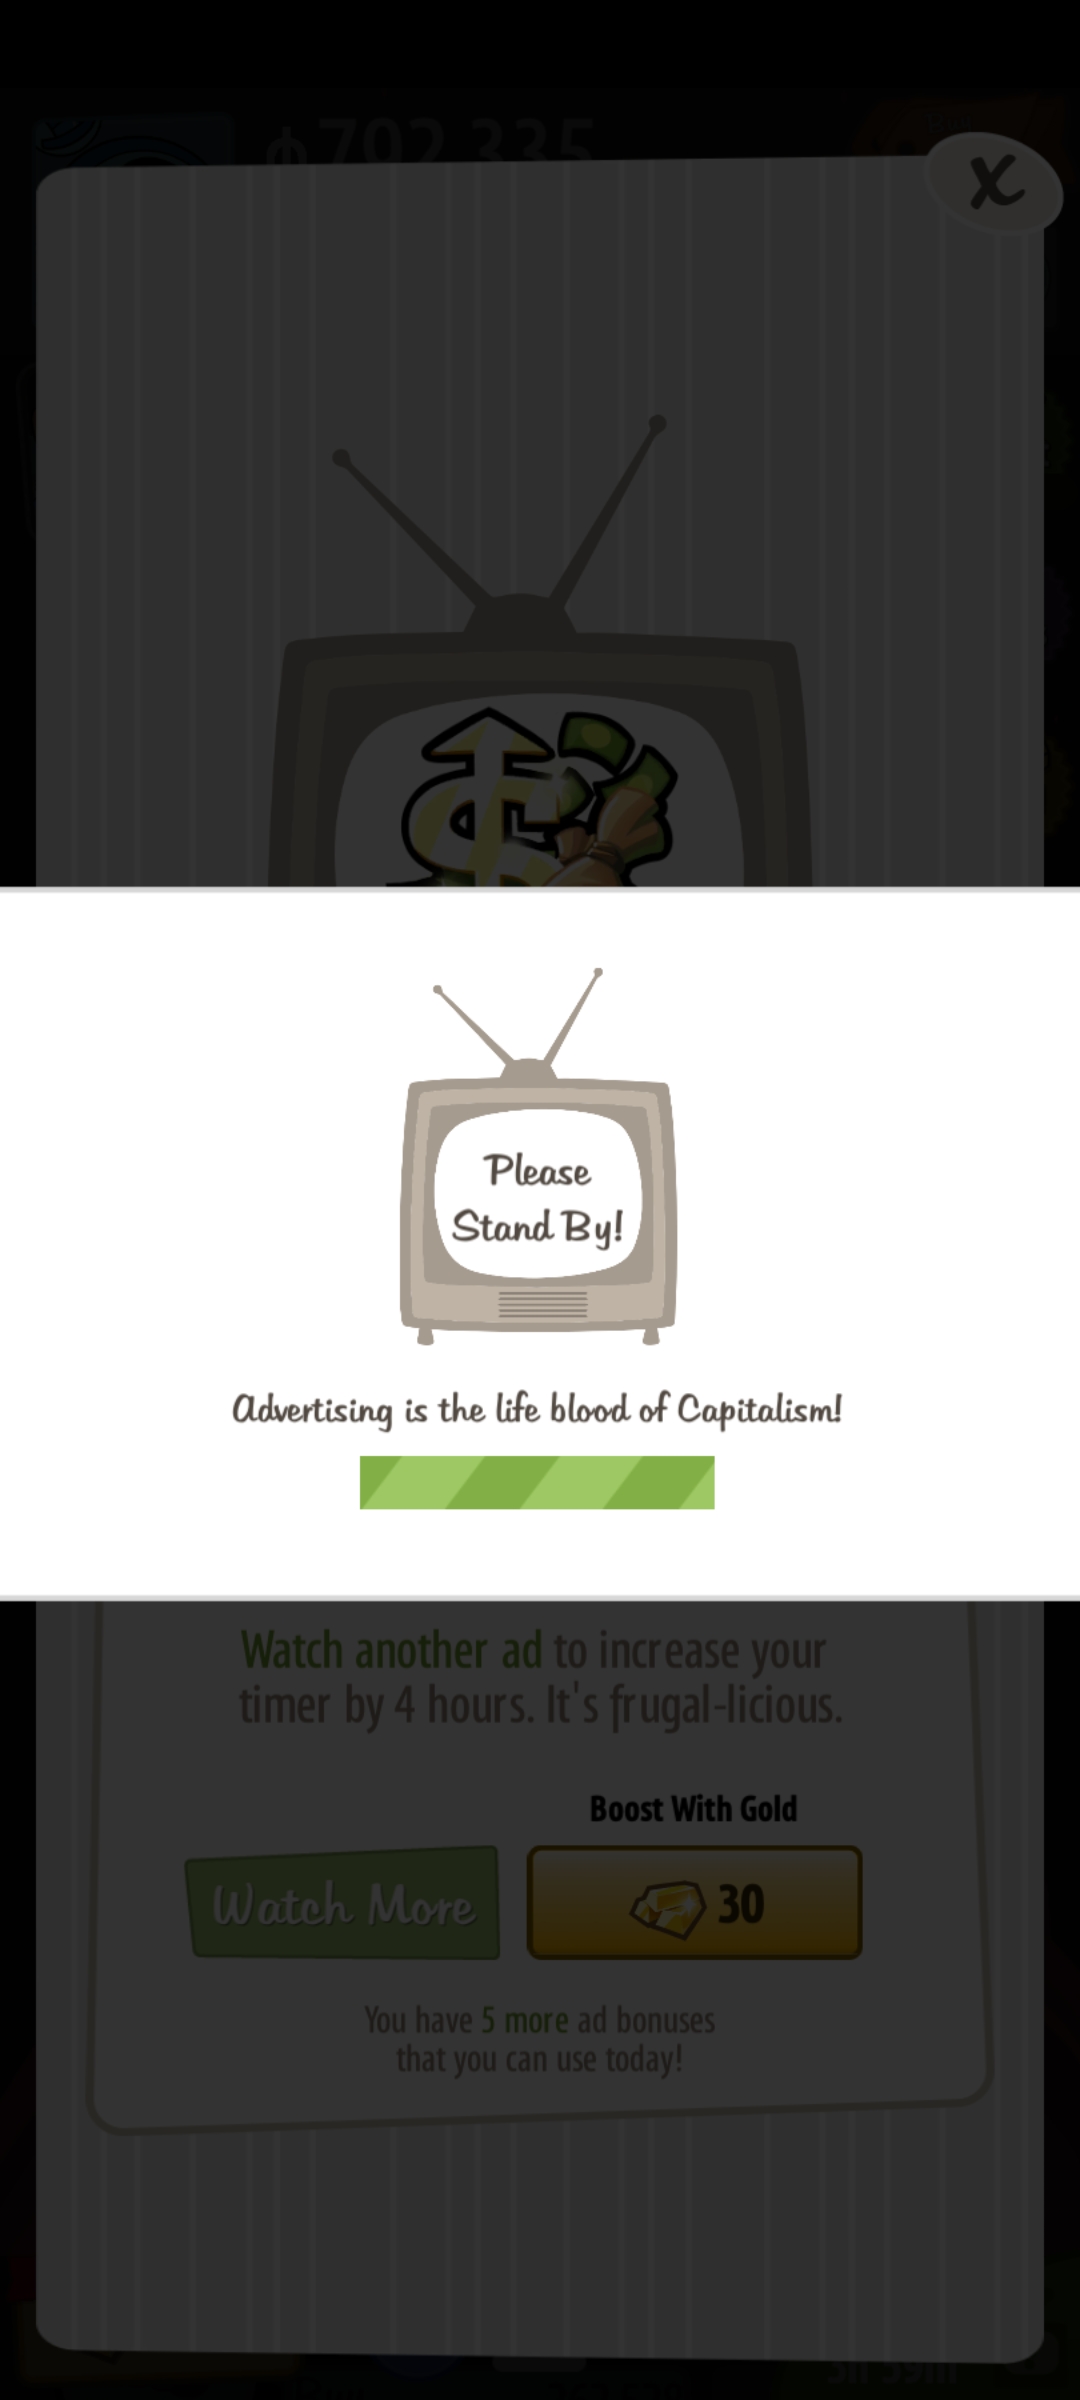 792,335
X
Please
Stand By!
Advertising is the life blood of Capitalism!
Watch another ad to increase your
timer by 4 hours. It's frugal-licious.
Boost With Gold
Watch More
30
You have 5 more ad bonuses
that you can use today!